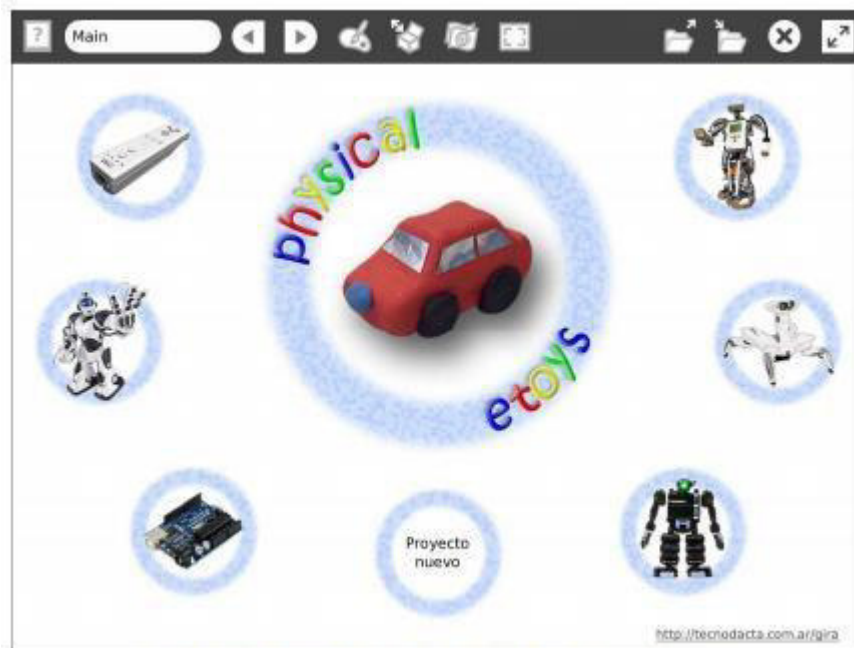 Main
physical
etoys
Proyecto
nuevo
http://tecnodacta.com.ar/gira